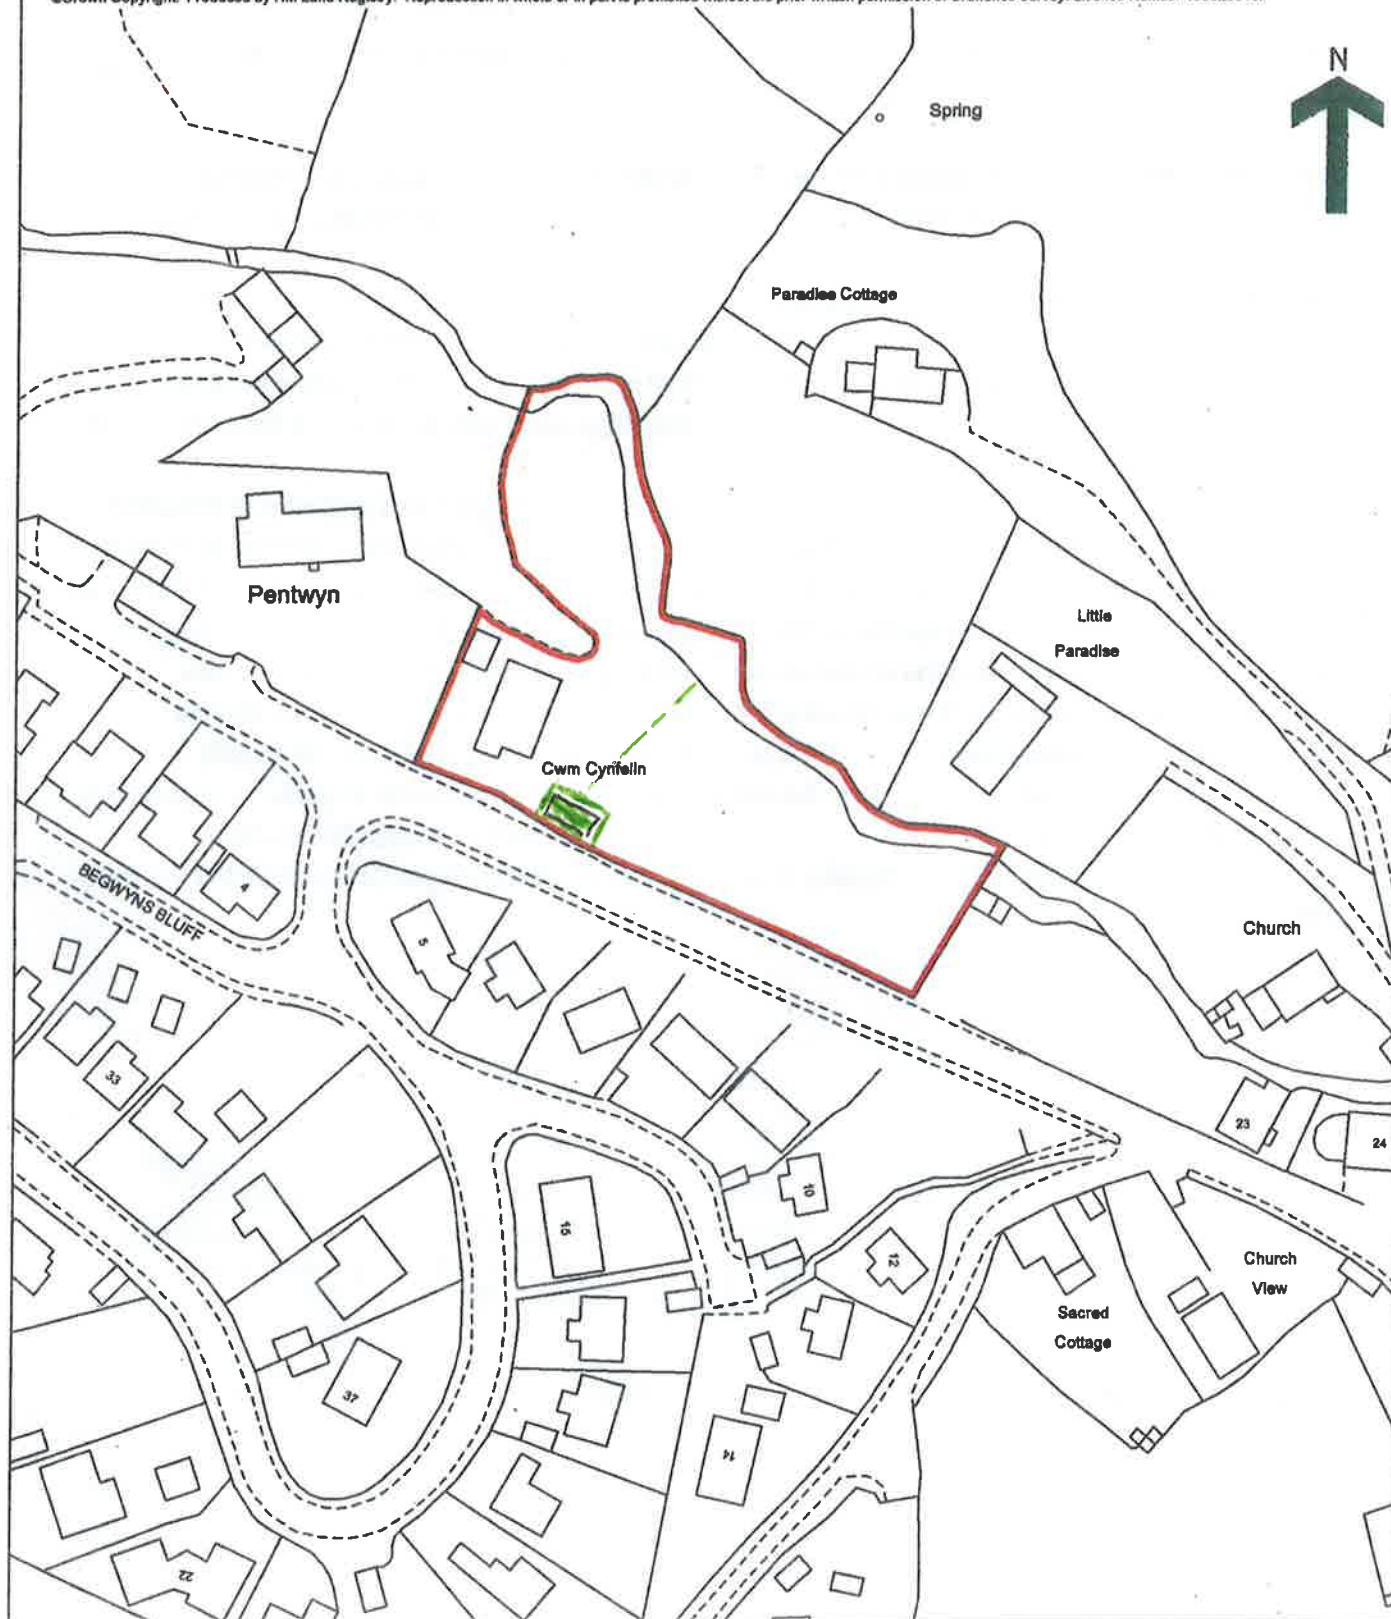 N
Spring
Paradise Cottage
Pentwyn
Little
Paradise
Cwm Cynfelin
4
BEGWYNS BLUFF
5
Church
33
23
24
10
15
12
Church
View
Sacred
Cottage
37
14
22